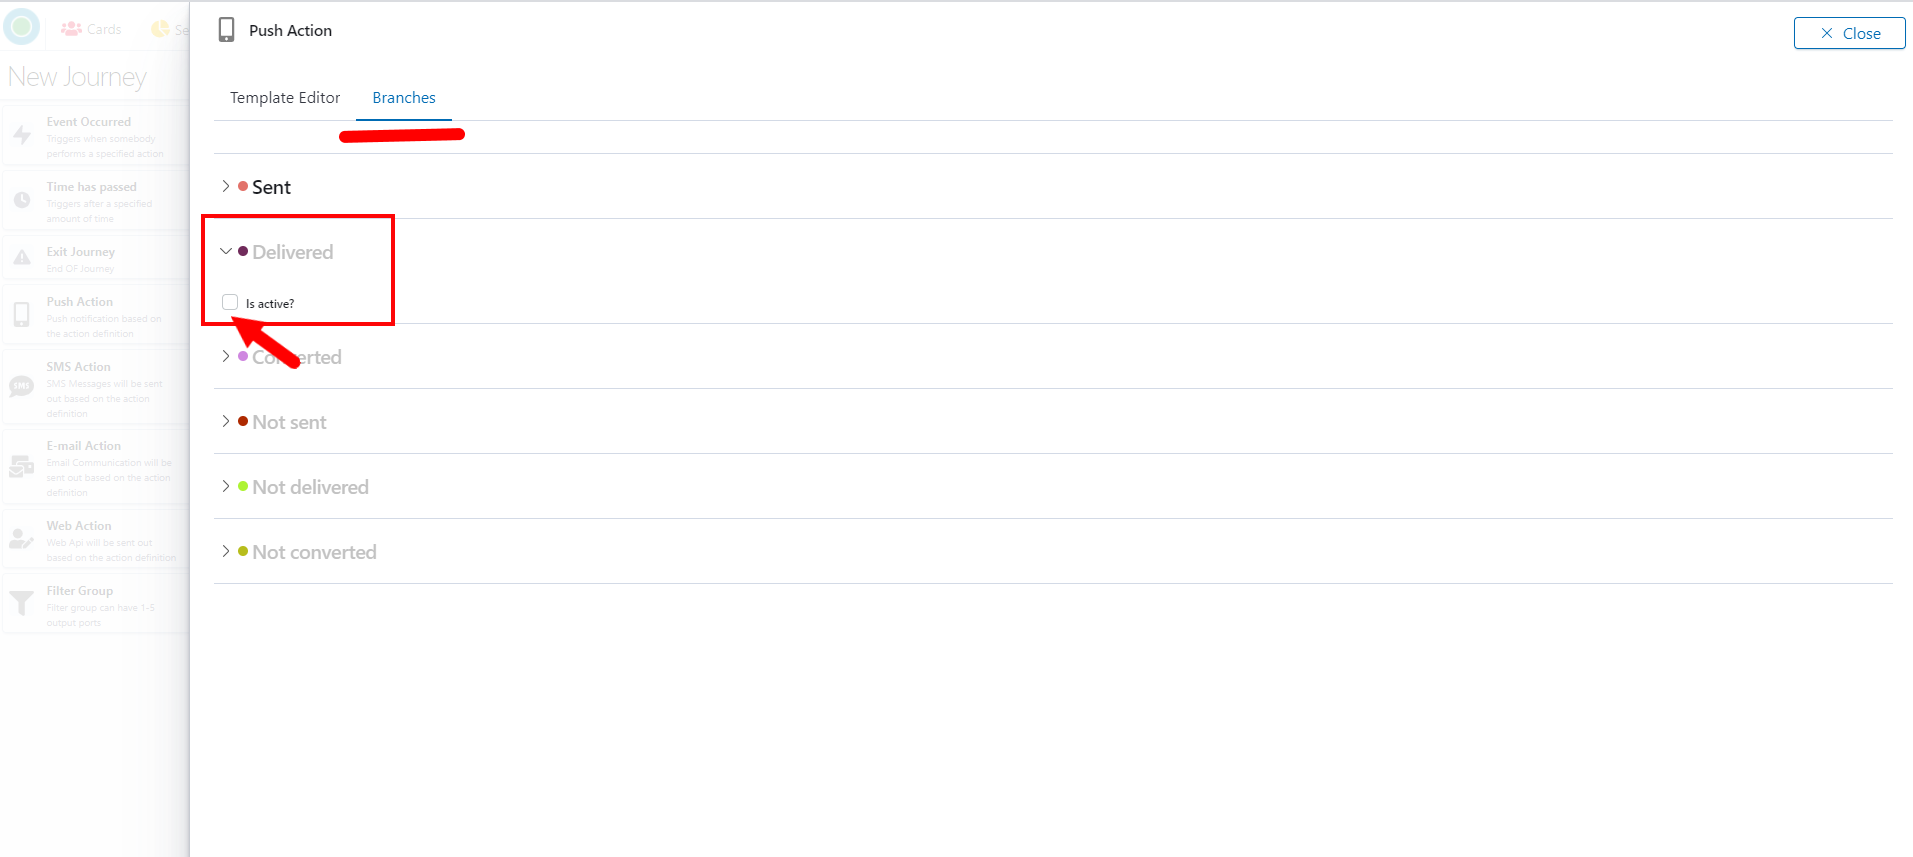 Cards
Se
New Journey
Event Occurred
Triggers when somebody
performs a specified action
Time has passed
Triggers after a specified
amount of time
Exit Journey
End OF Journey
Push Action
Push notification based on
the action definition
SMS Action
SMS
SMS Messages will be sent
out based on the action
definition
E-mail Action
Email Communication will be
sent out based on the action
definition
Web Action
Web Api will be sent out
based on the action definition
Filter Group
Filter group can have 1-5
output ports
Push Action
Close
Template Editor
Branches
Sent
Delivered
Is active?
Converted
Not sent
Not delivered
Not converted